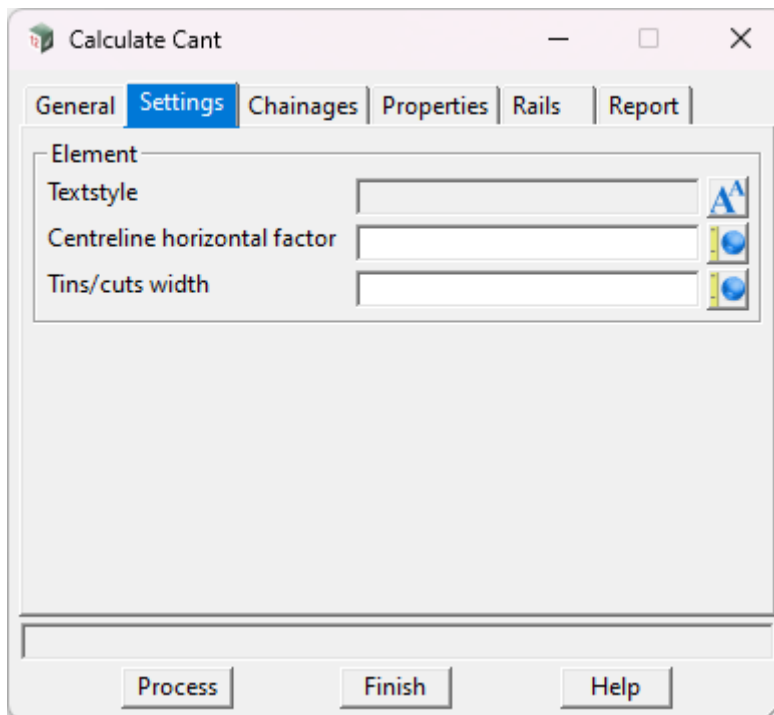 Calculate Cant
General Settings Chainages Properties Rails Report
Element
Textstyle
Centreline horizontal factor
Tins/cuts width
Process Finish Help